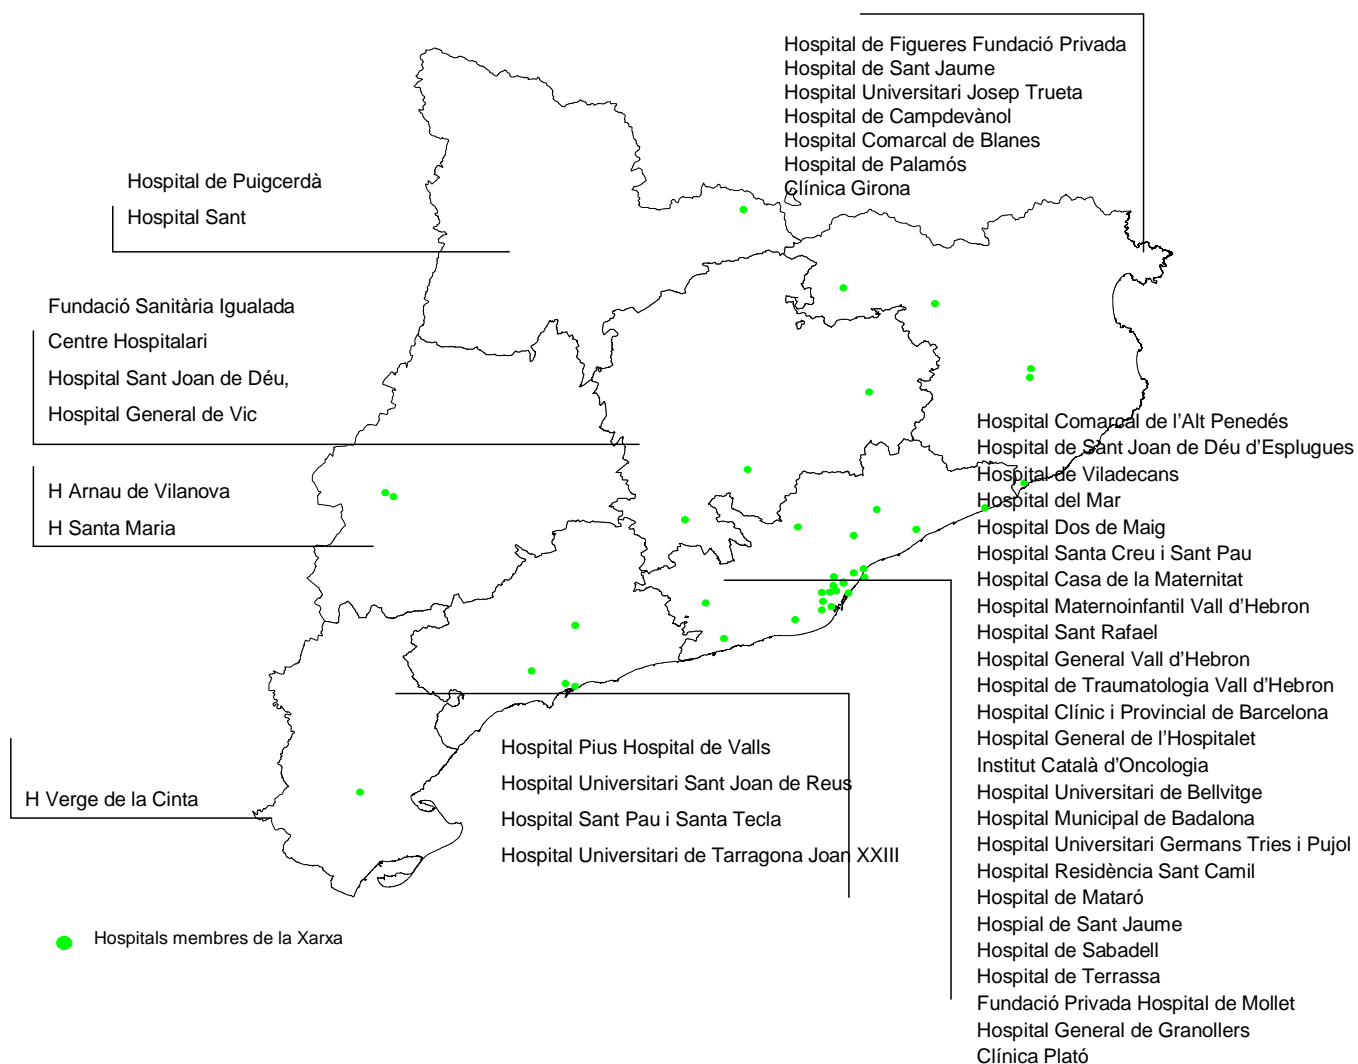 Hospital de Figueres Fundació Privada
Hospital de Sant Jaume
Hospital Universitari Josep Trueta
Hospital de Campdevànol
Hospital Comarcal de Blanes
Hospital de Palamós
Clínica Girona
Hospital de Puigcerdà
Hospital Sant
Fundació Sanitària Igualada
Centre Hospitalari
Hospital Sant Joan de Déu,
Hospital General de Vic
H Arnau de Vilanova
H Santa Maria
Hospital Comarcal de l'Alt Penedés
Hospital de Sant Joan de Déu d'Esplugues
Hospital de Viladecans
Hospital del Mar
Hospital Dos de Maig
Hospital Santa Creu i Sant Pau
Hospital Casa de la Maternitat
Hospital Maternoinfantil Vall d'Hebron
Hospital Sant Rafael
Hospital General Vall d'Hebron
Hospital de Traumatologia Vall d'Hebron
Hospital Clínic i Provincial de Barcelona
Hospital General de l'Hospitalet
Institut Català d'Oncologia
Hospital Universitari de Bellvitge
Hospital Municipal de Badalona
Hospital Universitari Germans Tries i Pujol
Hospital Residència Sant Camil
Hospital de Mataró
Hospial de Sant Jaume
Hospital de Sabadell
Hospital de Terrassa
Fundació Privada Hospital de Mollet
Hospital General de Granollers
Clínica Plató
Hospital Pius Hospital de Valls
Hospital Universitari Sant Joan de Reus
Hospital Sant Pau i Santa Tecla
Hospital Universitari de Tarragona Joan XXIII
H Verge de la Cinta
Hospitals membres de la Xarxa